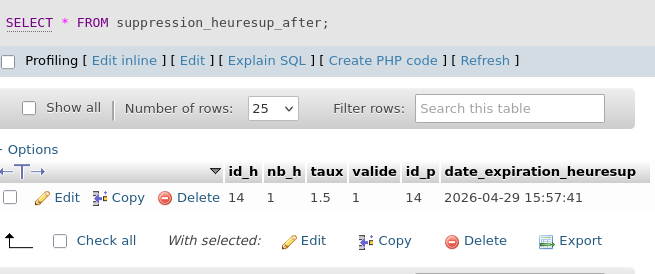 SELECT * FROM suppression_heuresup_after;
Profiling [ Edit inline ] [ Edit ] [ Explain SQL ] [ Create PHP code ] [ Refresh ]
Show all Number of rows: 25 Filter rows: Search this table
Options
id_h nb_h taux valide id_p date_expiration_heuresup
Edit Copy Delete 14 1 1.5 1 14 2026-04-29 15:57:41
Check all With selected: Edit Copy Delete Export